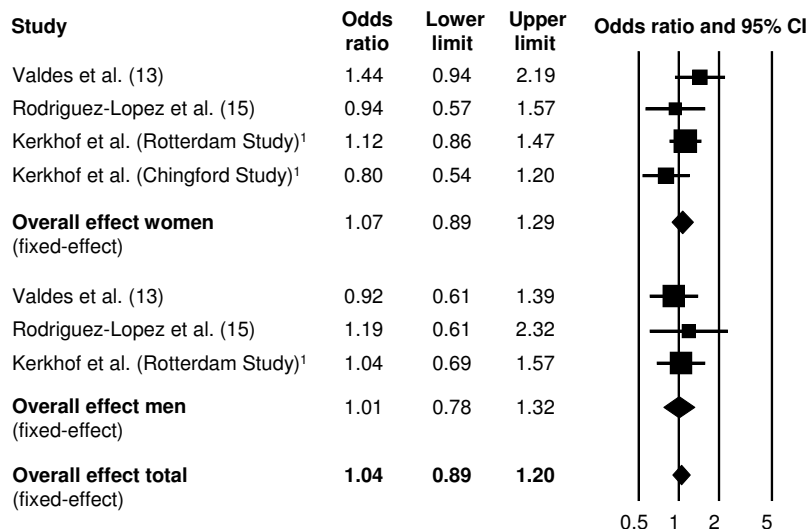 Study Odds ratio Lower limit Upper limit Odds ratio and 95% CI
Valdes et al. (13) 1.44 0.94 2.19
Rodriguez-Lopez et al. (15) 0.94 0.57 1.57
Kerkhof et al. (Rotterdam Study)¹ 1.12 0.86 1.47
Kerkhof et al. (Chingford Study)¹ 0.80 0.54 1.20
Overall effect women 1.07 0.89 1.29
(fixed-effect)
Valdes et al. (13) 0.92 0.61 1.39
Rodriguez-Lopez et al. (15) 1.19 0.61 2.32
Kerkhof et al. (Rotterdam Study)¹ 1.04 0.69 1.57
Overall effect men 1.01 0.78 1.32
(fixed-effect)
Overall effect total 1.04 0.89 1.20
(fixed-effect)
0.5 1 2 5